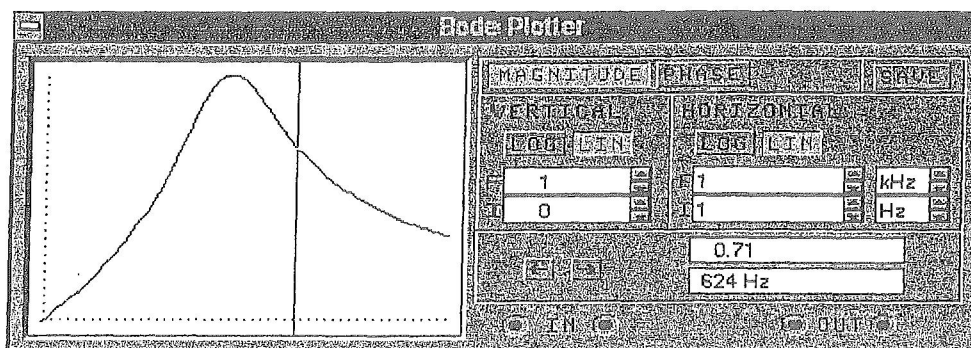 Bode Plotter
MAGNITUDE PHASE SAVE
VERTICAL HORIZONTAL
LOG LIN LOG LIN
F 1 F 1 kHz
I 0 I 1 Hz
0.71
624 Hz
IN OUT